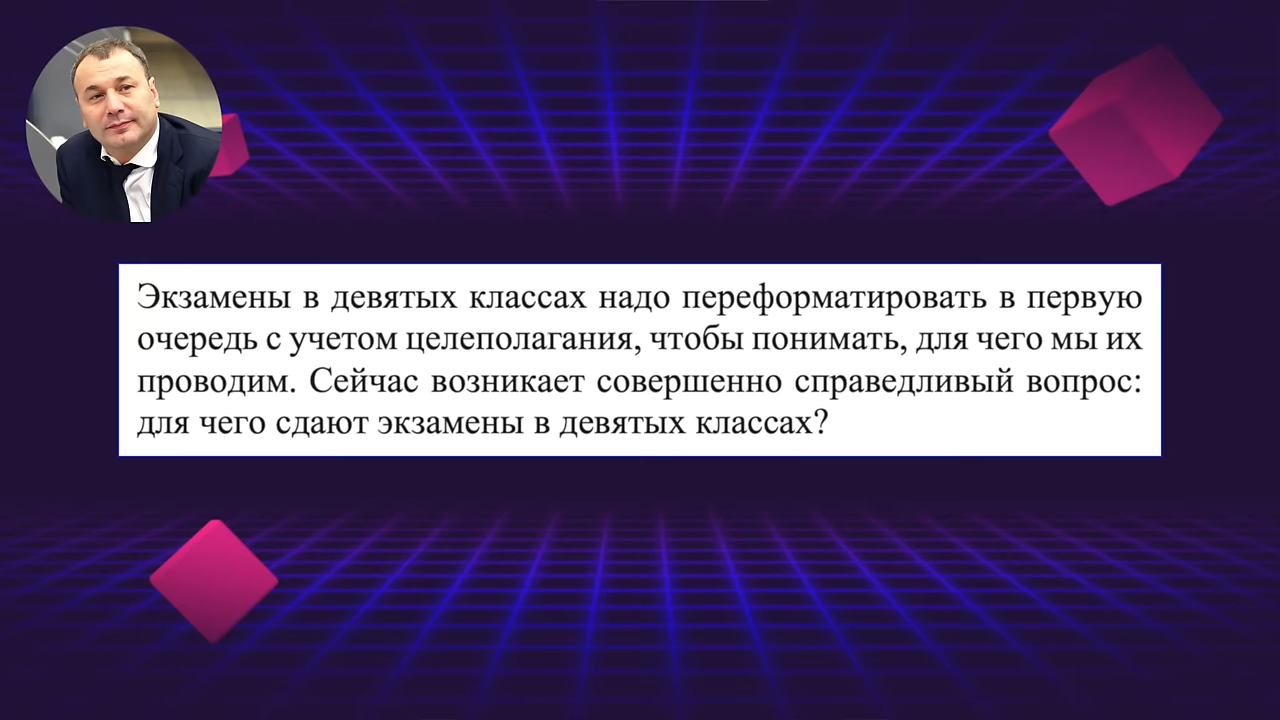 Экзамены в девятых классах надо переформатировать в первую
очередь с учетом целеполагания, чтобы понимать, для чего мы их
проводим. Сейчас возникает совершенно справедливый вопрос:
для чего сдают экзамены в девятых классах?